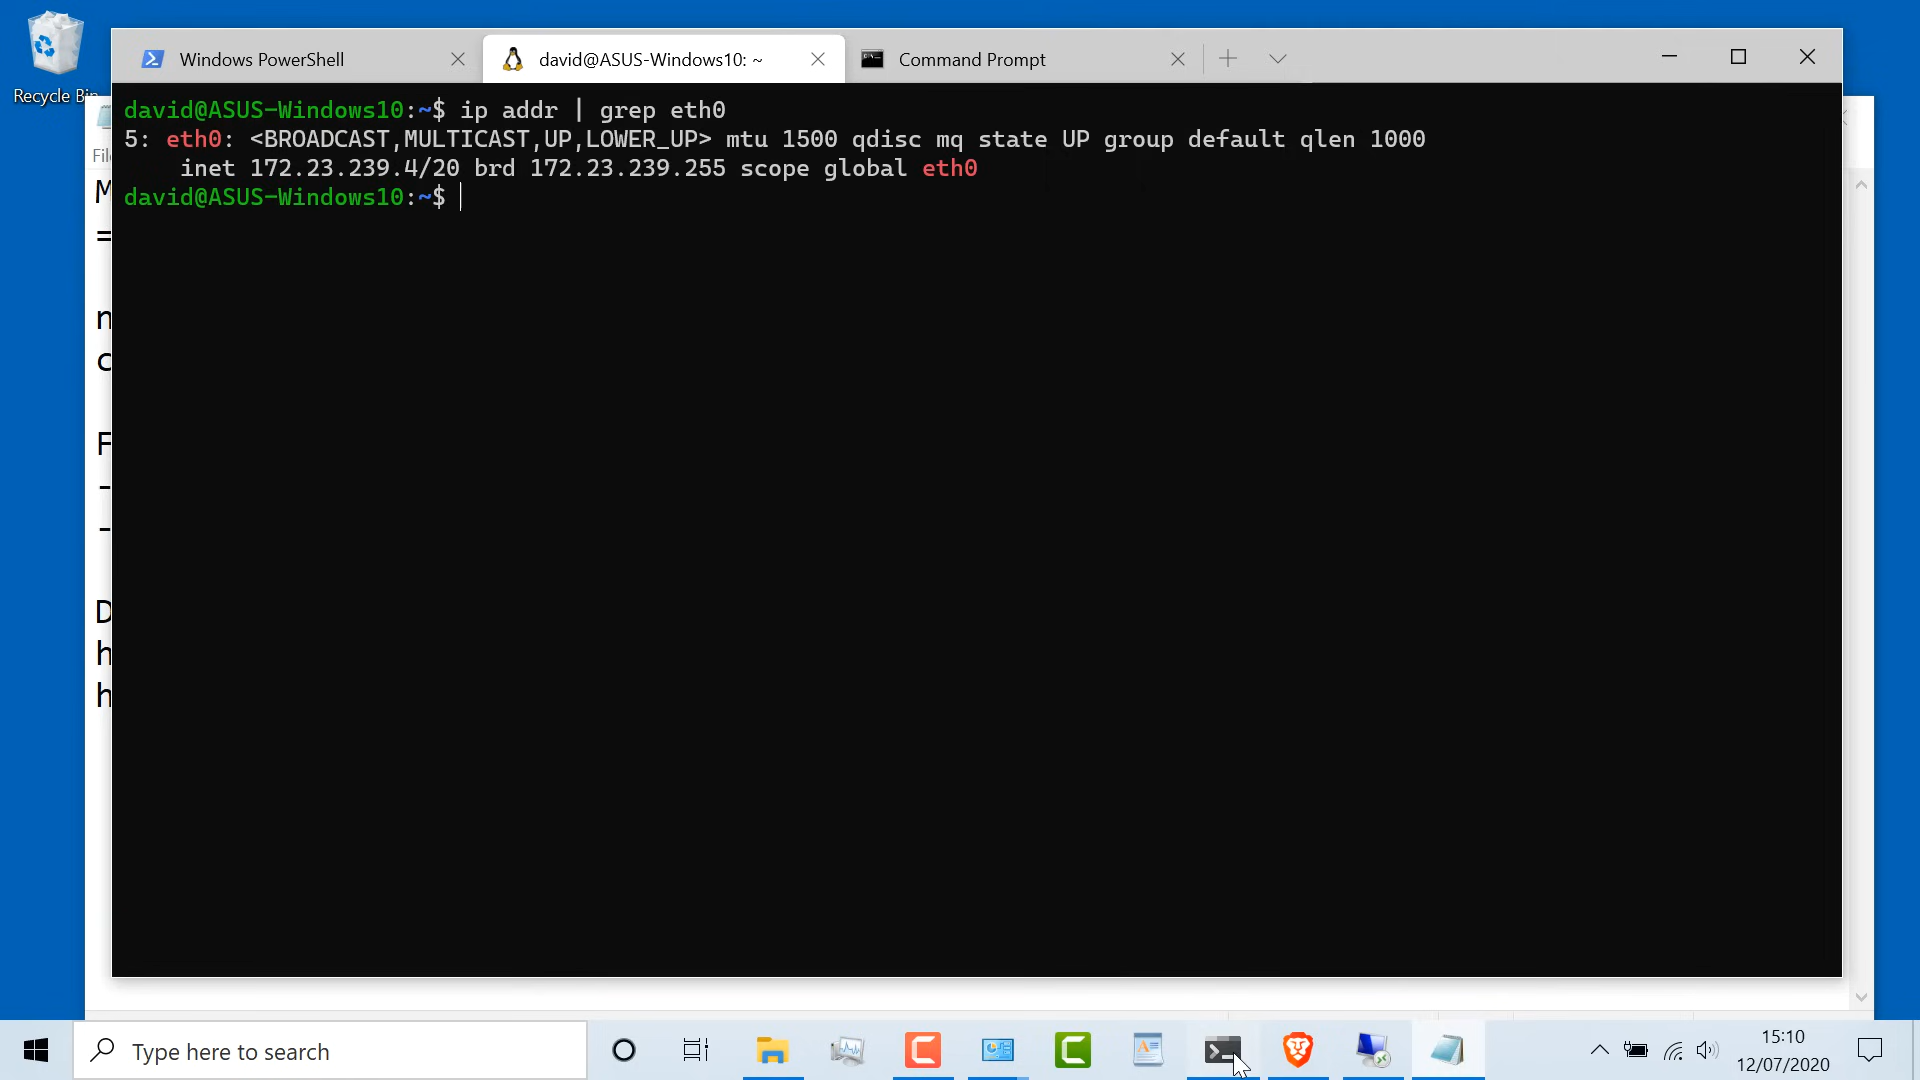 Recycle Bin
Windows PowerShell
david@ASUS-Windows10: ~
Command Prompt
david@ASUS-Windows10:~$ ip addr | grep eth0
5: eth0: <BROADCAST,MULTICAST,UP,LOWER_UP> mtu 1500 qdisc mq state UP group default qlen 1000
inet 172.23.239.4/20 brd 172.23.239.255 scope global eth0
david@ASUS-Windows10:~$
Type here to search
15:10
12/07/2020